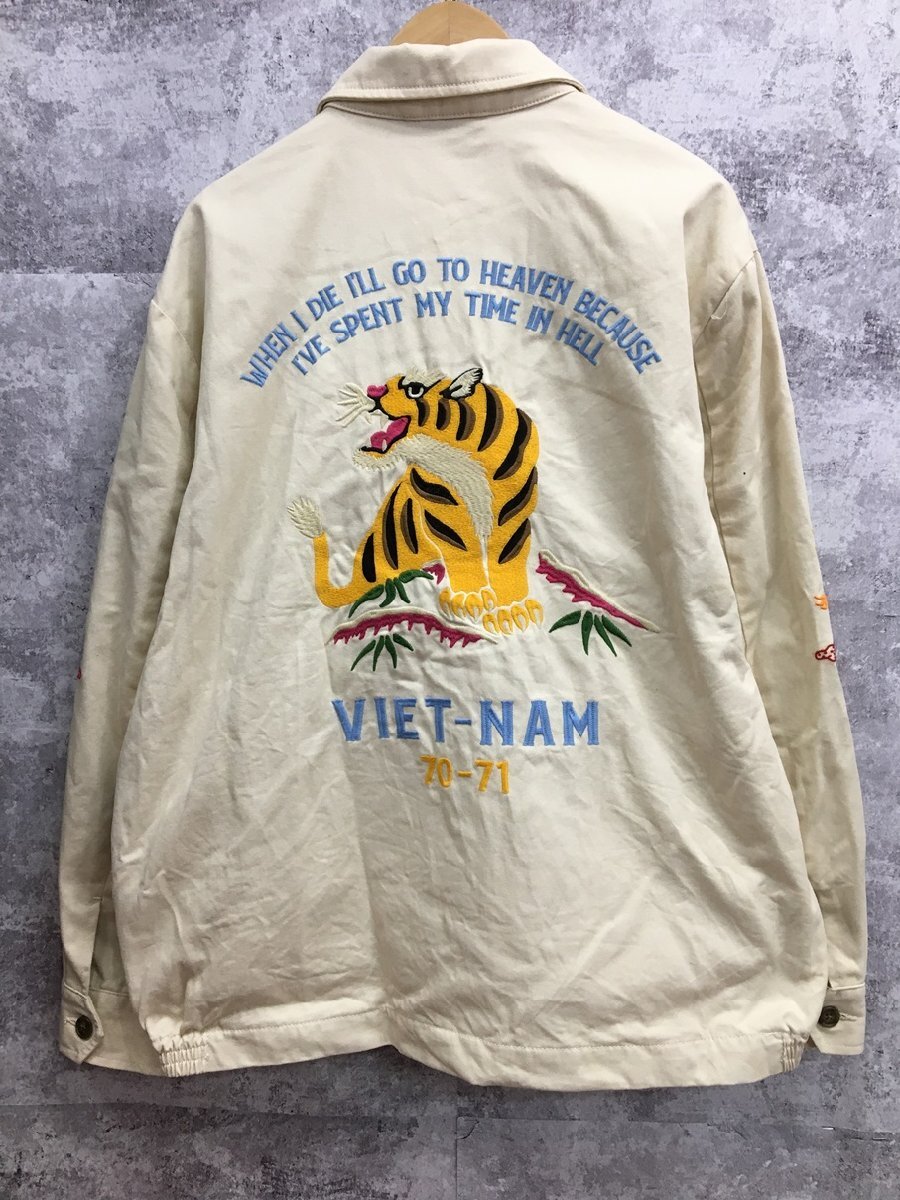 WHEN I DIE I'LL GO TO HEAVEN BECAUSE
I'VE SPENT MY TIME IN HELL
VIET-NAM
70-71